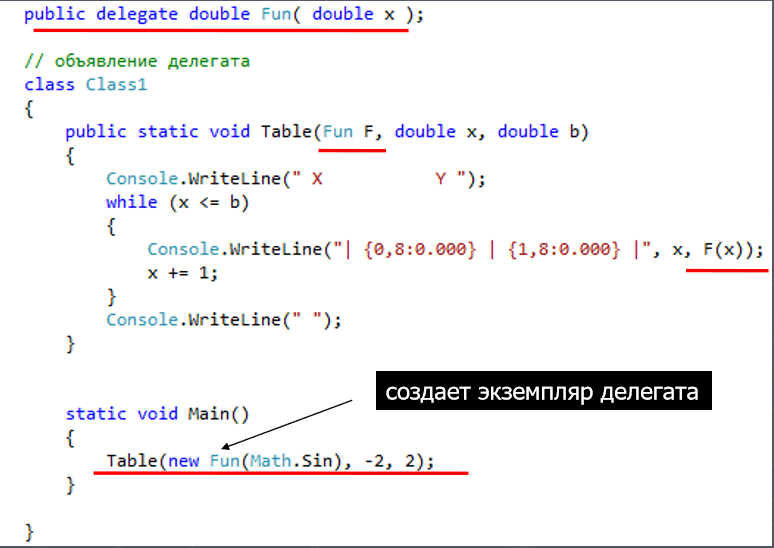 public delegate double Fun( double x );
// объявление делегата
class Class1
{
public static void Table(Fun F, double x, double b)
{
Console.WriteLine(" X Y ");
while (x <= b)
{
Console.WriteLine("| {0,8:0.000} | {1,8:0.000} |", x, F(x));
x += 1;
}
Console.WriteLine(" ");
}
создает экземпляр делегата
static void Main()
{
Table(new Fun(Math.Sin), -2, 2);
}
}